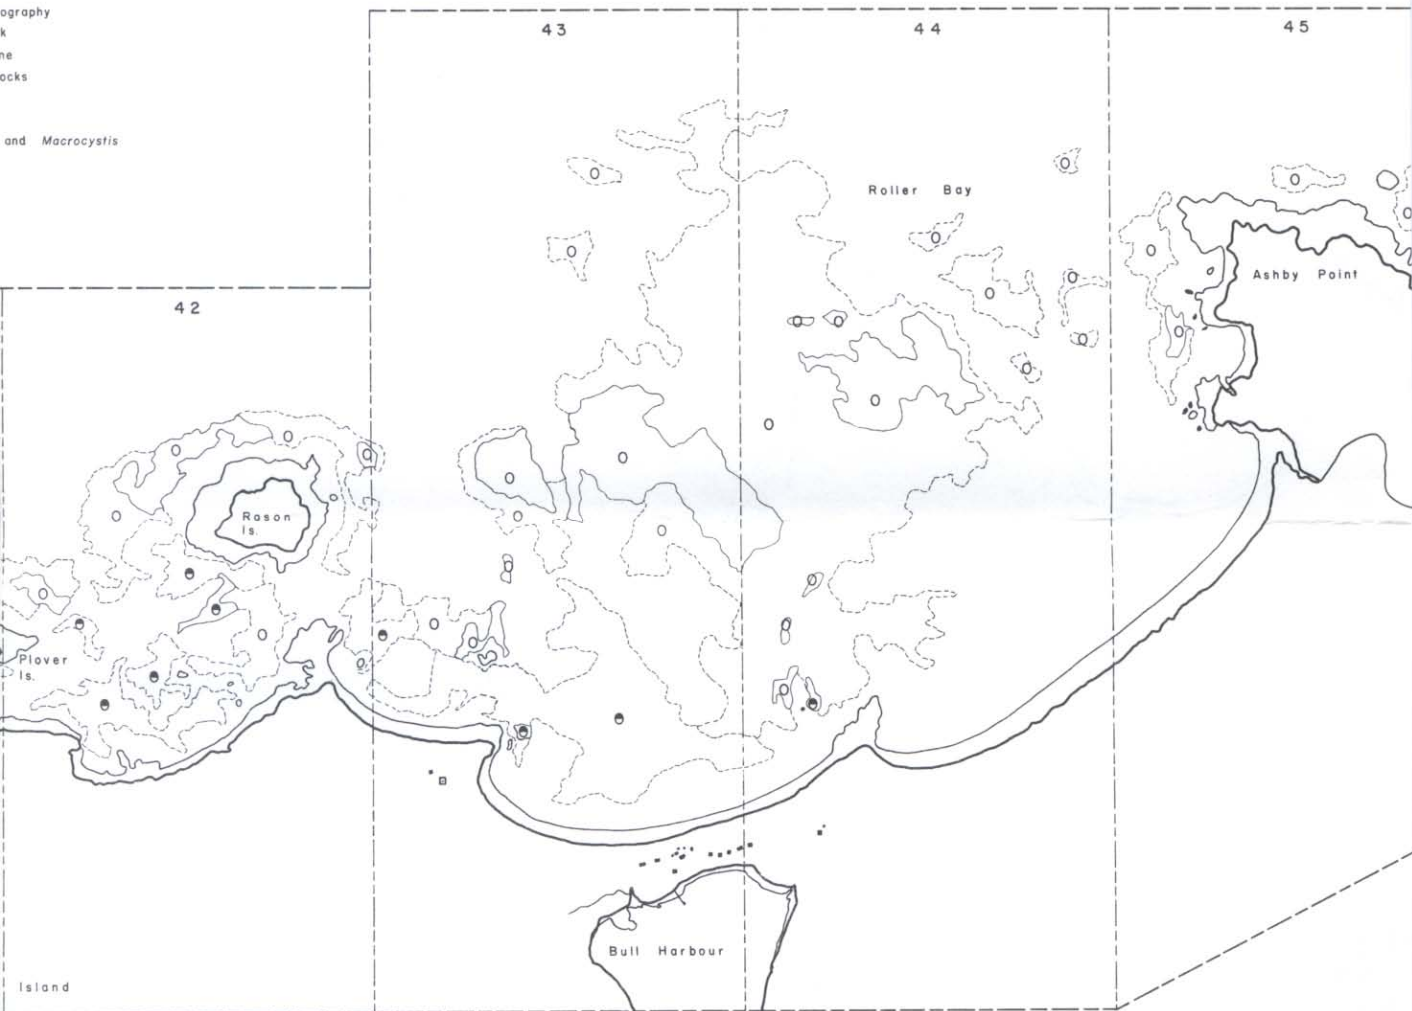 ography
k
ne
ocks
and Macrocystis
43
44
45
42
Roller Bay
Ashby Point
Rason
Is.
Plover
Is.
Bull Harbour
Island